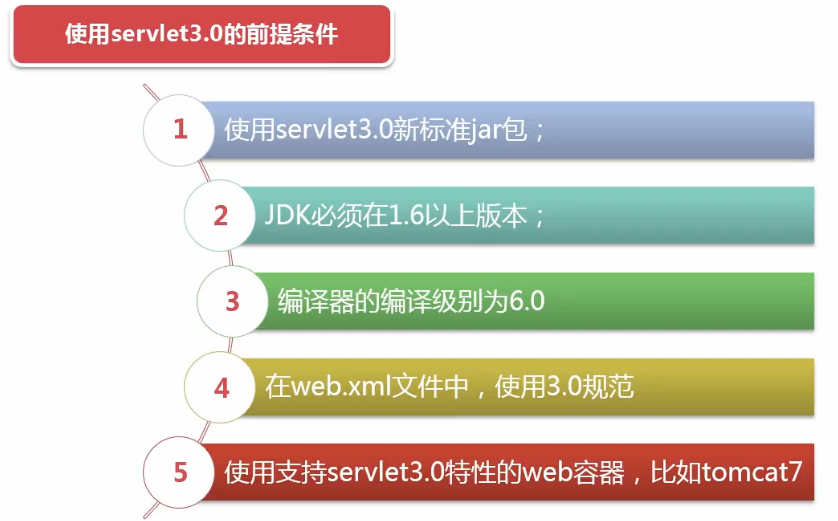 使用servlet3.0的前提条件
1 使用servlet3.0新标准jar包；
2 JDK必须在1.6以上版本；
3 编译器的编译级别为6.0
4 在web.xml文件中，使用3.0规范
5 使用支持servlet3.0特性的web容器，比如tomcat7